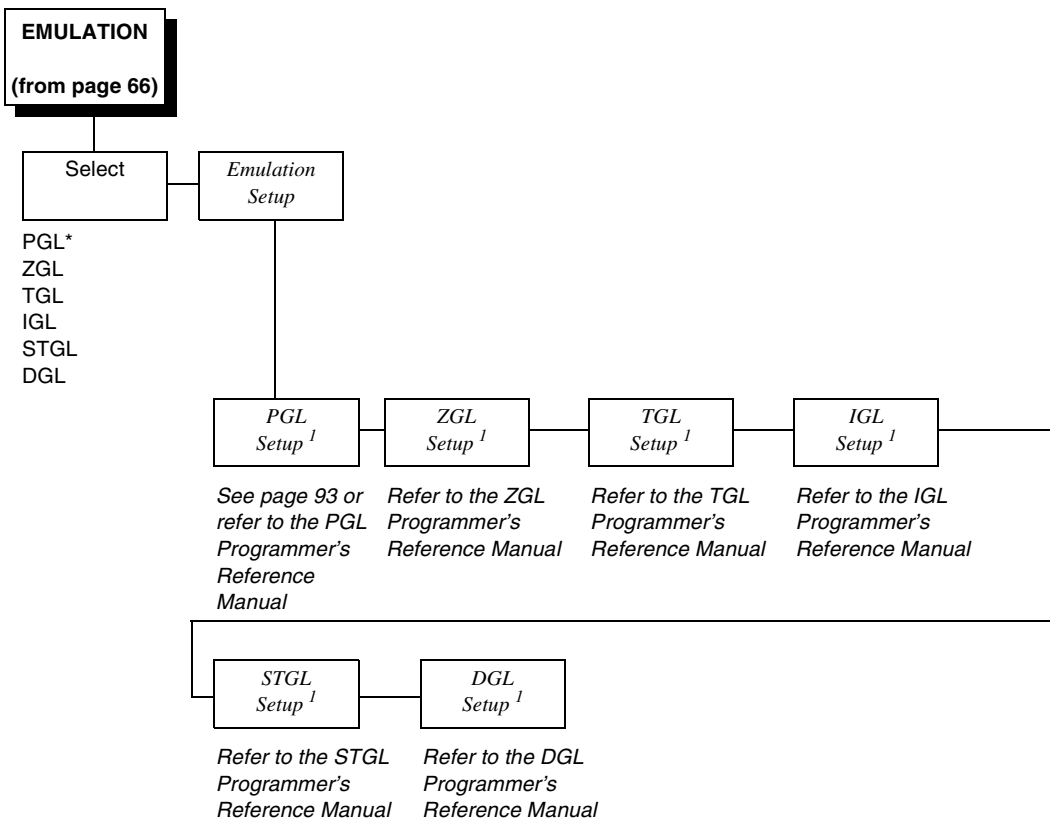 EMULATION
(from page 66)
Select
Emulation
Setup
PGL*
ZGL
TGL
IGL
STGL
DGL
PGL
Setup 1
See page 93 or
refer to the PGL
Programmer's
Reference
Manual
ZGL
Setup 1
Refer to the ZGL
Programmer's
Reference Manual
TGL
Setup 1
Refer to the TGL
Programmer's
Reference Manual
IGL
Setup 1
Refer to the IGL
Programmer's
Reference Manual
STGL
Setup 1
Refer to the STGL
Programmer's
Reference Manual
DGL
Setup 1
Refer to the DGL
Programmer's
Reference Manual